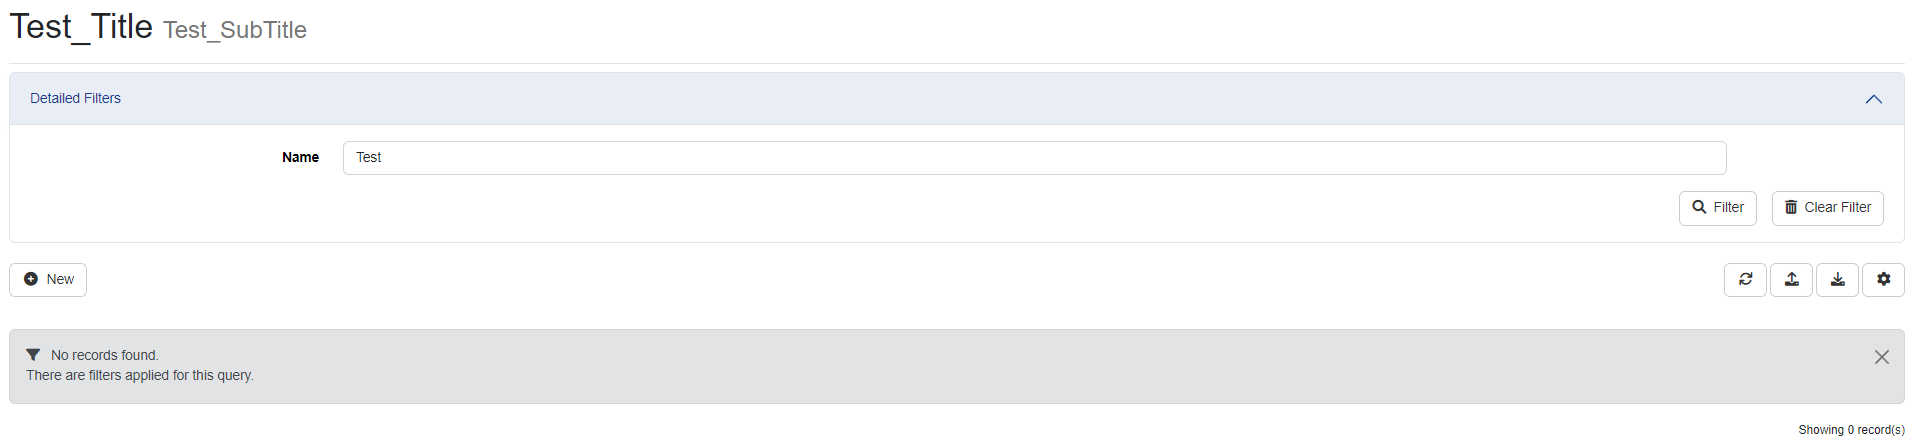 Test_Title Test_SubTitle
Detailed Filters
Name Test
Filter Clear Filter
New
No records found.
There are filters applied for this query.
Showing 0 record(s)